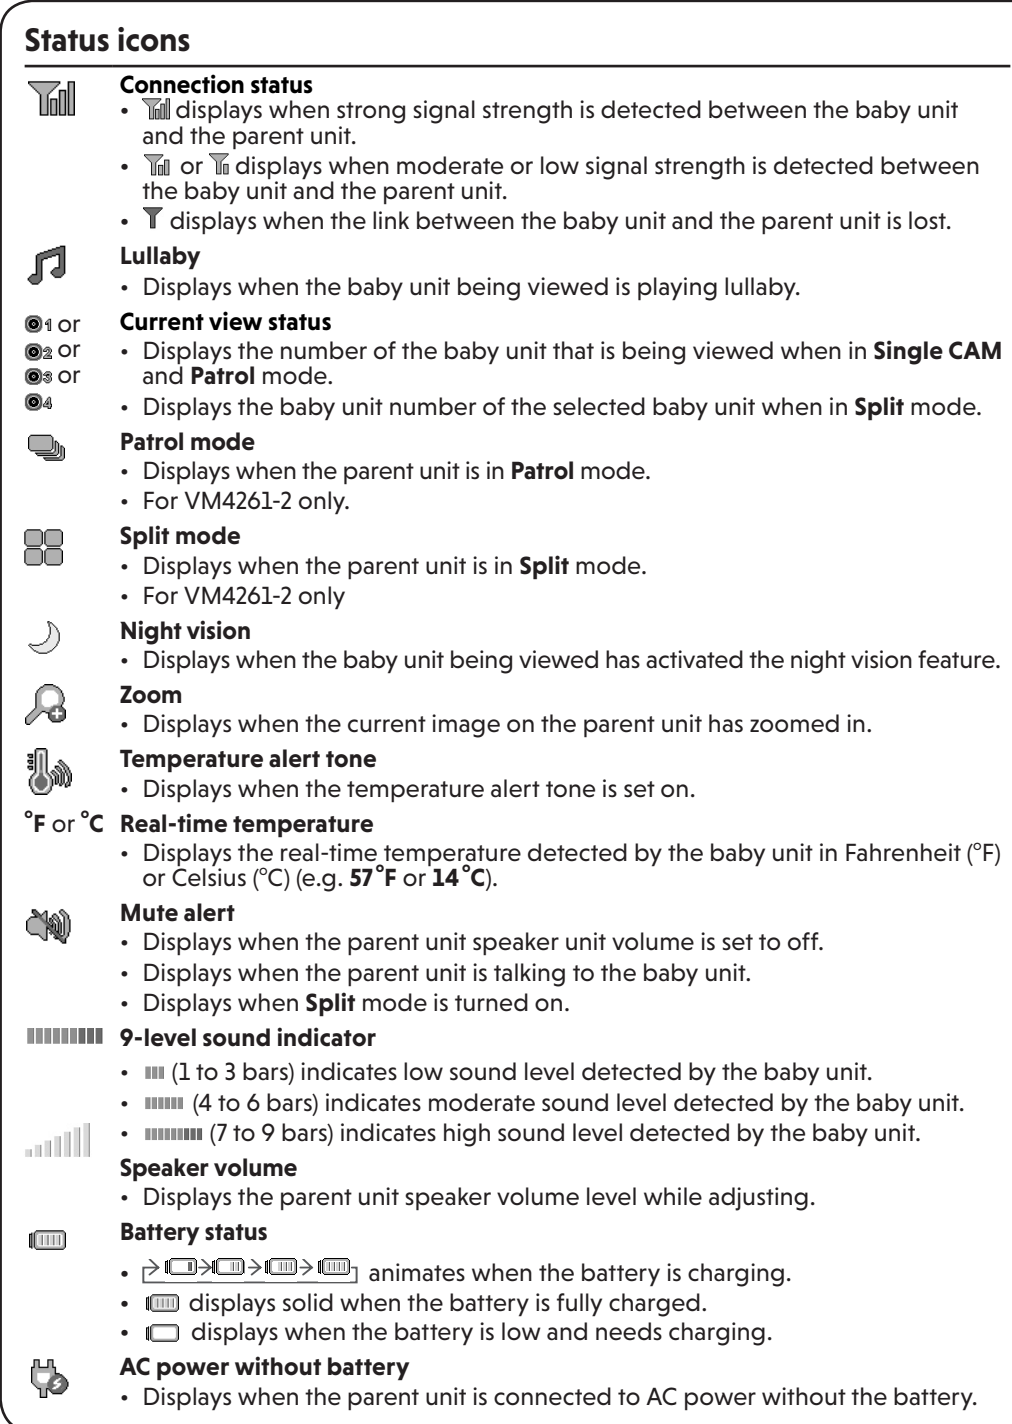 Status icons
Connection status
• displays when strong signal strength is detected between the baby unit
and the parent unit.
• or displays when moderate or low signal strength is detected between
the baby unit and the parent unit.
• displays when the link between the baby unit and the parent unit is lost.
Lullaby
• Displays when the baby unit being viewed is playing lullaby.
1 or
2 or
3 or
4
Current view status
• Displays the number of the baby unit that is being viewed when in Single CAM
and Patrol mode.
• Displays the baby unit number of the selected baby unit when in Split mode.
Patrol mode
• Displays when the parent unit is in Patrol mode.
• For VM4261-2 only.
Split mode
• Displays when the parent unit is in Split mode.
• For VM4261-2 only
Night vision
• Displays when the baby unit being viewed has activated the night vision feature.
Zoom
• Displays when the current image on the parent unit has zoomed in.
Temperature alert tone
• Displays when the temperature alert tone is set on.
°F or °C Real-time temperature
• Displays the real-time temperature detected by the baby unit in Fahrenheit (°F)
or Celsius (°C) (e.g. 57°F or 14°C).
Mute alert
• Displays when the parent unit speaker unit volume is set to off.
• Displays when the parent unit is talking to the baby unit.
• Displays when Split mode is turned on.
9-level sound indicator
• (1 to 3 bars) indicates low sound level detected by the baby unit.
• (4 to 6 bars) indicates moderate sound level detected by the baby unit.
• (7 to 9 bars) indicates high sound level detected by the baby unit.
Speaker volume
• Displays the parent unit speaker volume level while adjusting.
Battery status
• animates when the battery is charging.
• displays solid when the battery is fully charged.
• displays when the battery is low and needs charging.
AC power without battery
• Displays when the parent unit is connected to AC power without the battery.